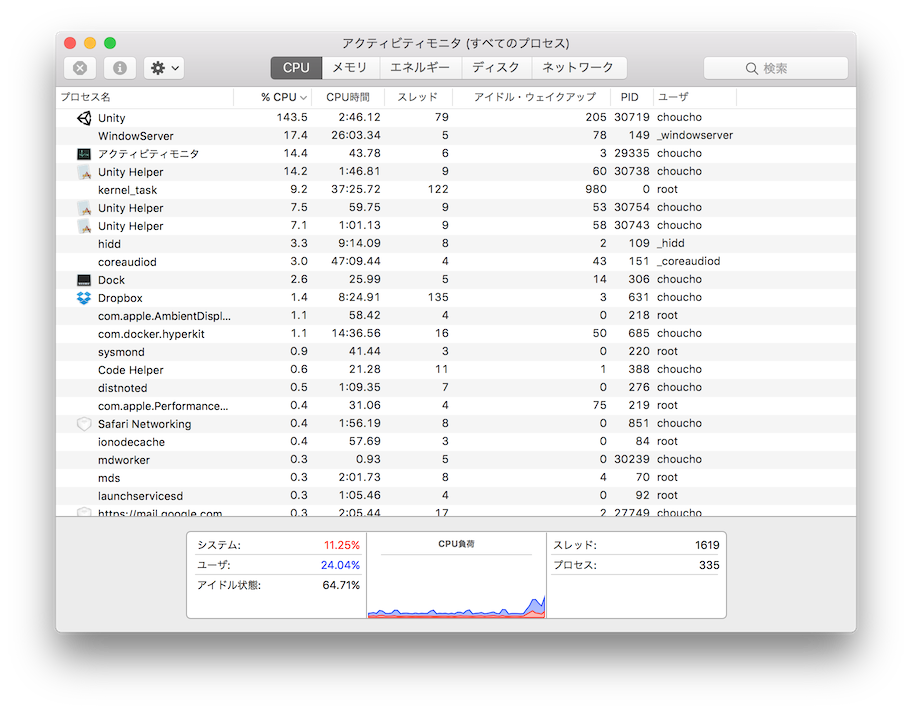 アクティビティモニタ (すべてのプロセス)
CPU メモリ エネルギー ディスク ネットワーク 検索
プロセス名 % CPU CPU時間 スレッド アイドル・ウェイクアップ PID ユーザ
Unity 143.5 2:46.12 79 205 30719 choucho
WindowServer 17.4 26:03.34 5 78 149 _windowserver
アクティビティモニタ 14.4 43.78 6 3 29335 choucho
Unity Helper 14.2 1:46.81 9 60 30738 choucho
kernel_task 9.2 37:25.72 122 980 0 root
Unity Helper 7.5 59.75 9 53 30754 choucho
Unity Helper 7.1 1:01.13 9 58 30743 choucho
hidd 3.3 9:14.09 8 2 109 _hidd
coreaudiod 3.0 47:09.44 4 43 151 _coreaudiod
Dock 2.6 25.99 5 14 306 choucho
Dropbox 1.4 8:24.91 135 3 631 choucho
com.apple.AmbientDispl... 1.1 58.42 4 0 218 root
com.docker.hyperkit 1.1 14:36.56 16 50 685 choucho
sysmond 0.9 41.44 3 0 220 root
Code Helper 0.6 21.28 11 1 388 choucho
distnoted 0.5 1:09.35 7 0 276 choucho
com.apple.Performance... 0.4 31.06 4 75 219 root
Safari Networking 0.4 1:56.19 8 0 851 choucho
ionodecache 0.4 57.69 3 0 84 root
mdworker 0.3 0.93 5 0 30239 choucho
mds 0.3 2:01.73 8 4 70 root
launchservicesd 0.3 1:05.46 4 0 92 root
https://mail.google.com 0.3 2:05.44 17 2 27749 choucho
システム: 11.25% CPU負荷 スレッド: 1619
ユーザ: 24.04% プロセス: 335
アイドル状態: 64.71%